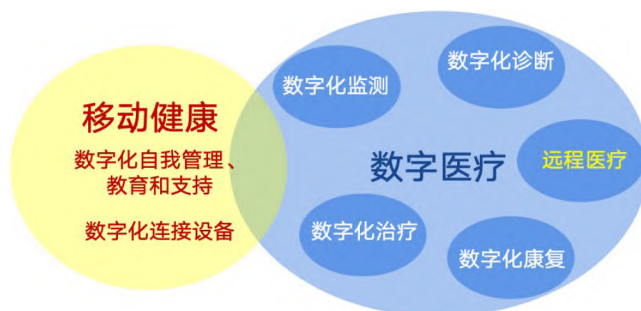 移动健康
数字化自我管理、
教育和支持
数字化连接设备
数字化监测
数字化诊断
数字医疗
远程医疗
数字化治疗
数字化康复